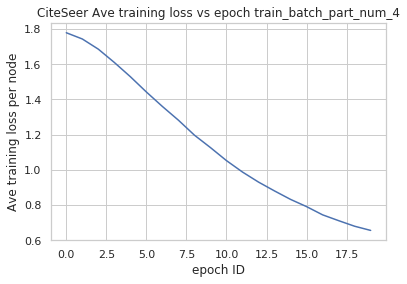 CiteSeer Ave training loss vs epoch train_batch_part_num_4
Ave training loss per node
1.8
1.6
1.4
1.2
1.0
0.8
0.6
0.0 2.5 5.0 7.5 10.0 12.5 15.0 17.5
epoch ID